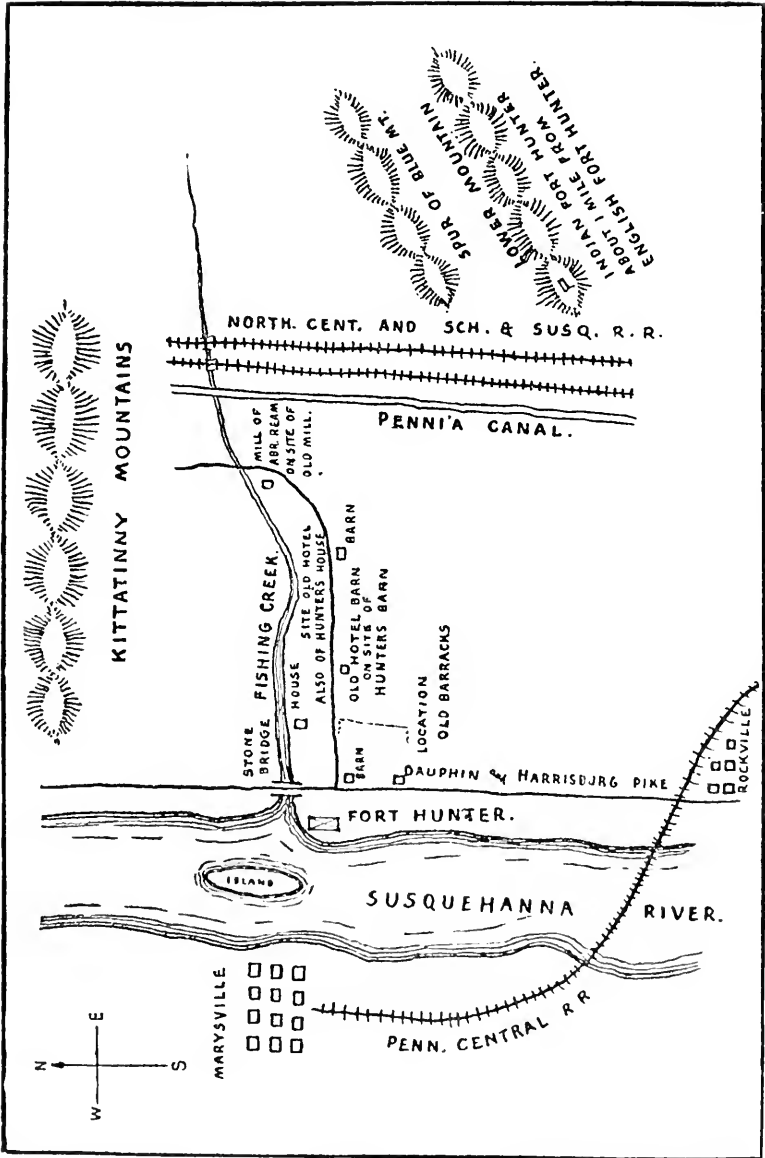 KITTATINNY MOUNTAINS
SPUR OF BLUE MT.
LOWER MOUNTAIN
INDIAN FORT HUNTER
ABOUT 1 MILE FROM
ENGLISH FORT HUNTER.
NORTH. CENT. AND SCH. & SUSQ. R. R.
PENNI'A CANAL.
MILL OF
ABR. REAM
ON SITE OF
OLD MILL.
FISHING CREEK.
STONE
BRIDGE
HOUSE
SITE OLD HOTEL
ALSO OF HUNTER'S HOUSE
BARN
OLD HOTEL BARN
ON SITE OF
HUNTERS BARN
LOCATION
OLD BARRACKS
BARN
DAUPHIN & HARRISBURG PIKE
ROCKVILLE
FORT HUNTER.
ISLAND
SUSQUEHANNA RIVER.
MARYSVILLE
PENN. CENTRAL R R
N
E
S
W